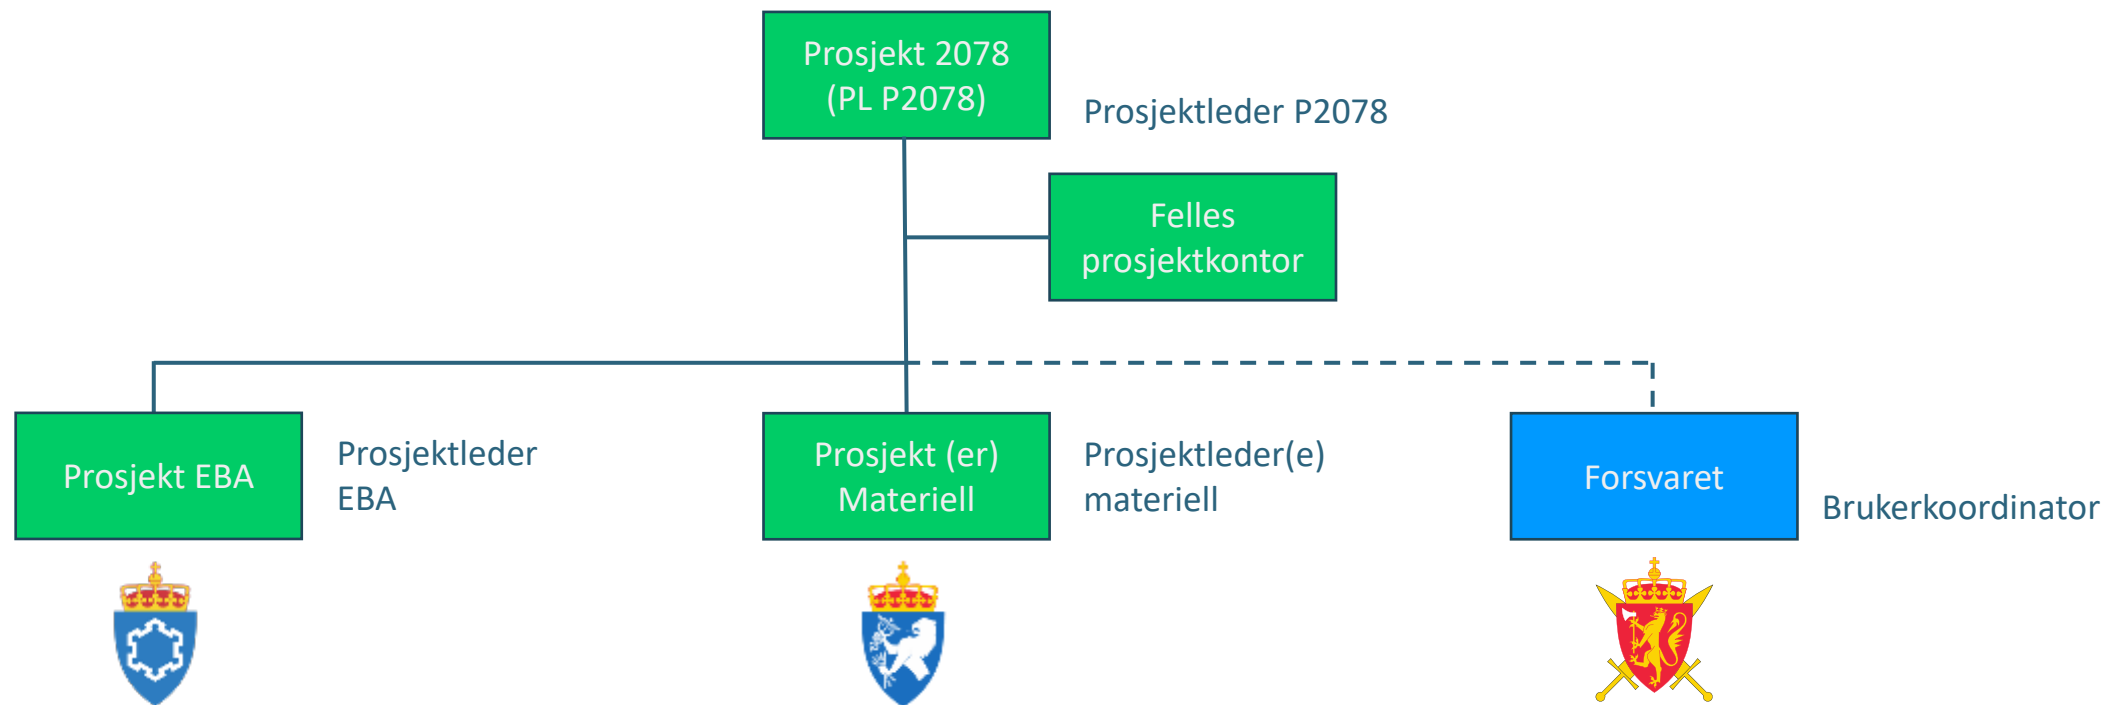 Prosjekt 2078
(PL P2078)
Prosjektleder P2078
Felles
prosjektkontor
Prosjekt EBA
Prosjektleder
EBA
Prosjekt (er)
Materiell
Prosjektleder(e)
materiell
Forsvaret
Brukerkoordinator